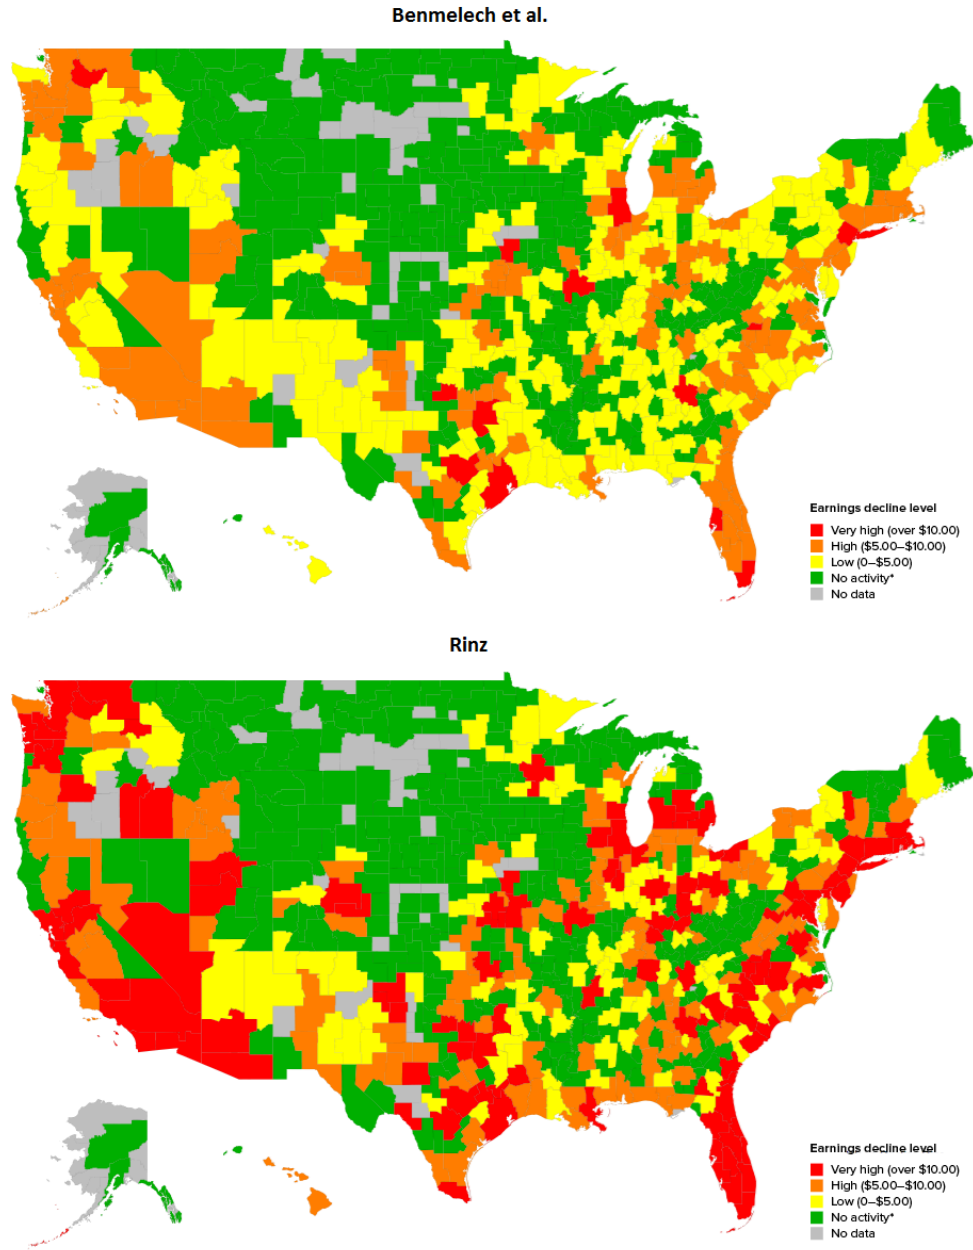 Benmelech et al.
Earnings decline level
Very high (over $10.00)
High ($5.00–$10.00)
Low (0–$5.00)
No activity*
No data
Rinz
Earnings decline level
Very high (over $10.00)
High ($5.00–$10.00)
Low (0–$5.00)
No activity*
No data